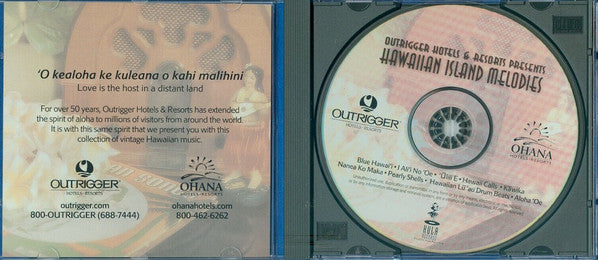 'O kealoha ke kuleana o kahi malihini
Love is the host in a distant land
For over 50 years, Outrigger Hotels & Resorts has extended
the spirit of aloha to millions of visitors from around the world.
It is with this same spirit that we present you with this
collection of vintage Hawaiian music.
OUTRIGGER
HOTELS · RESORTS
outrigger.com
800-OUTRIGGER (688-7444)
OHANA
HOTELS · RESORTS
ohanahotels.com
800-462-6262
OUTRIGGER HOTELS & RESORTS PRESENTS
HAWAIIAN ISLAND MELODIES
OUTRIGGER
HOTELS · RESORTS
OHANA
HOTELS · RESORTS
Blue Hawai'i • I Ali'i No 'Oe • 'Ūlili E • Hawaii Calls •
Nanea Ko Maka • Pearly Shells • Hawaiian Lū'au Drum Beats • Aloha 'Oe
HULA
RECORDS